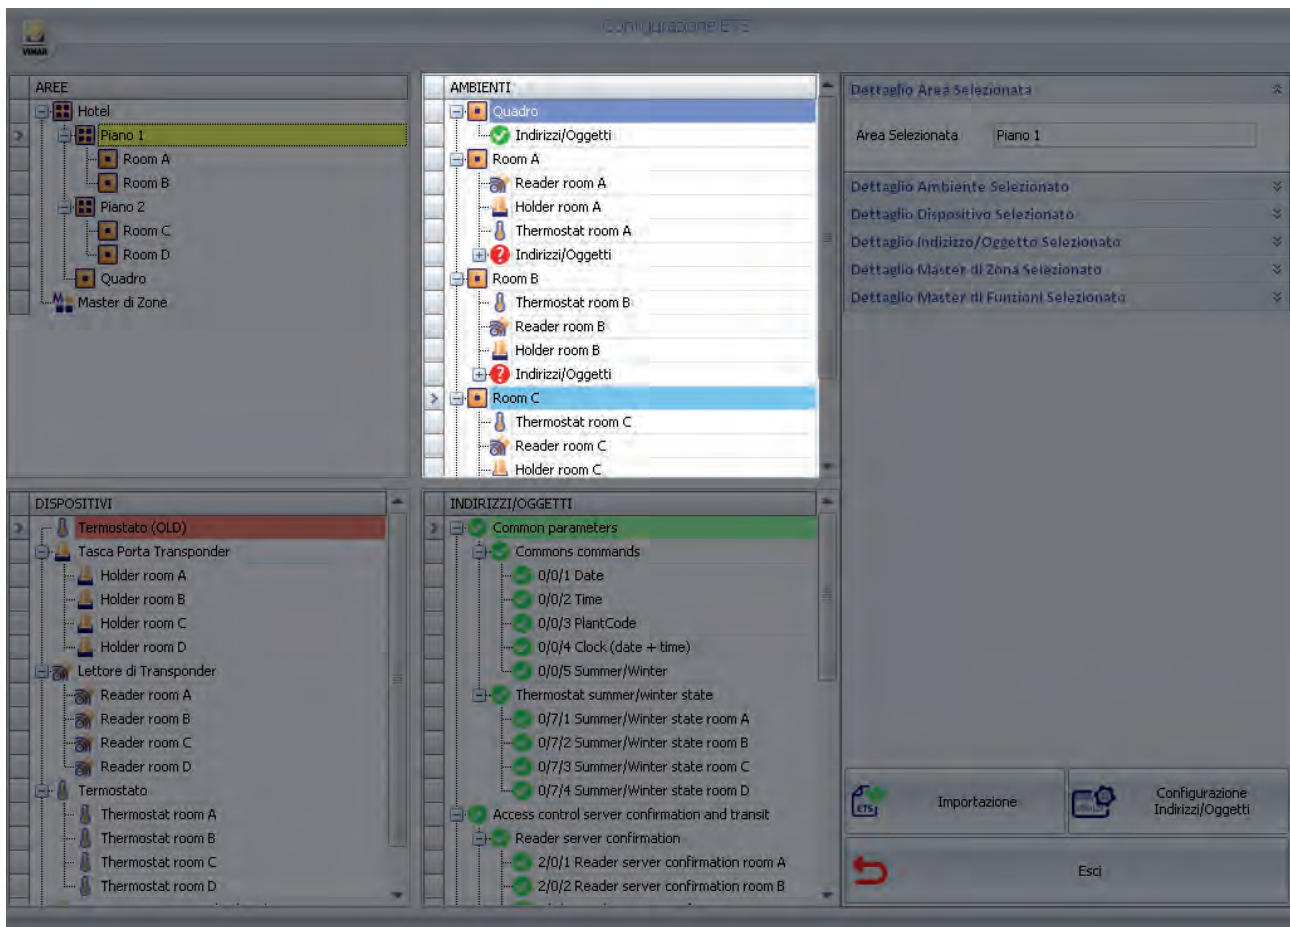 Configurazione ETS
VIMAR
AREE
Hotel
Piano 1
Room A
Room B
Piano 2
Room C
Room D
Quadro
Master di Zone
AMBIENTI
Quadro
Indirizzi/Oggetti
Room A
Reader room A
Holder room A
Thermostat room A
Indirizzi/Oggetti
Room B
Thermostat room B
Reader room B
Holder room B
Indirizzi/Oggetti
Room C
Thermostat room C
Reader room C
Holder room C
Dettaglio Area Selezionata
Area Selezionata Piano 1
Dettaglio Ambiente Selezionato
Dettaglio Dispositivo Selezionato
Dettaglio Indizizzo/Oggetto Selezionato
Dettaglio Master di Zona Selezionato
Dettaglio Master di Funzioni Selezionato
DISPOSITIVI
Termostato (OLD)
Tasca Porta Transponder
Holder room A
Holder room B
Holder room C
Holder room D
Lettore di Transponder
Reader room A
Reader room B
Reader room C
Reader room D
Termostato
Thermostat room A
Thermostat room B
Thermostat room C
Thermostat room D
INDIRIZZI/OGGETTI
Common parameters
Commons commands
0/0/1 Date
0/0/2 Time
0/0/3 PlantCode
0/0/4 Clock (date + time)
0/0/5 Summer/Winter
Thermostat summer/winter state
0/7/1 Summer/Winter state room A
0/7/2 Summer/Winter state room B
0/7/3 Summer/Winter state room C
0/7/4 Summer/Winter state room D
Access control server confirmation and transit
Reader server confirmation
2/0/1 Reader server confirmation room A
2/0/2 Reader server confirmation room B
ETS
Importazione
Configurazione
Indirizzi/Oggetti
Esci